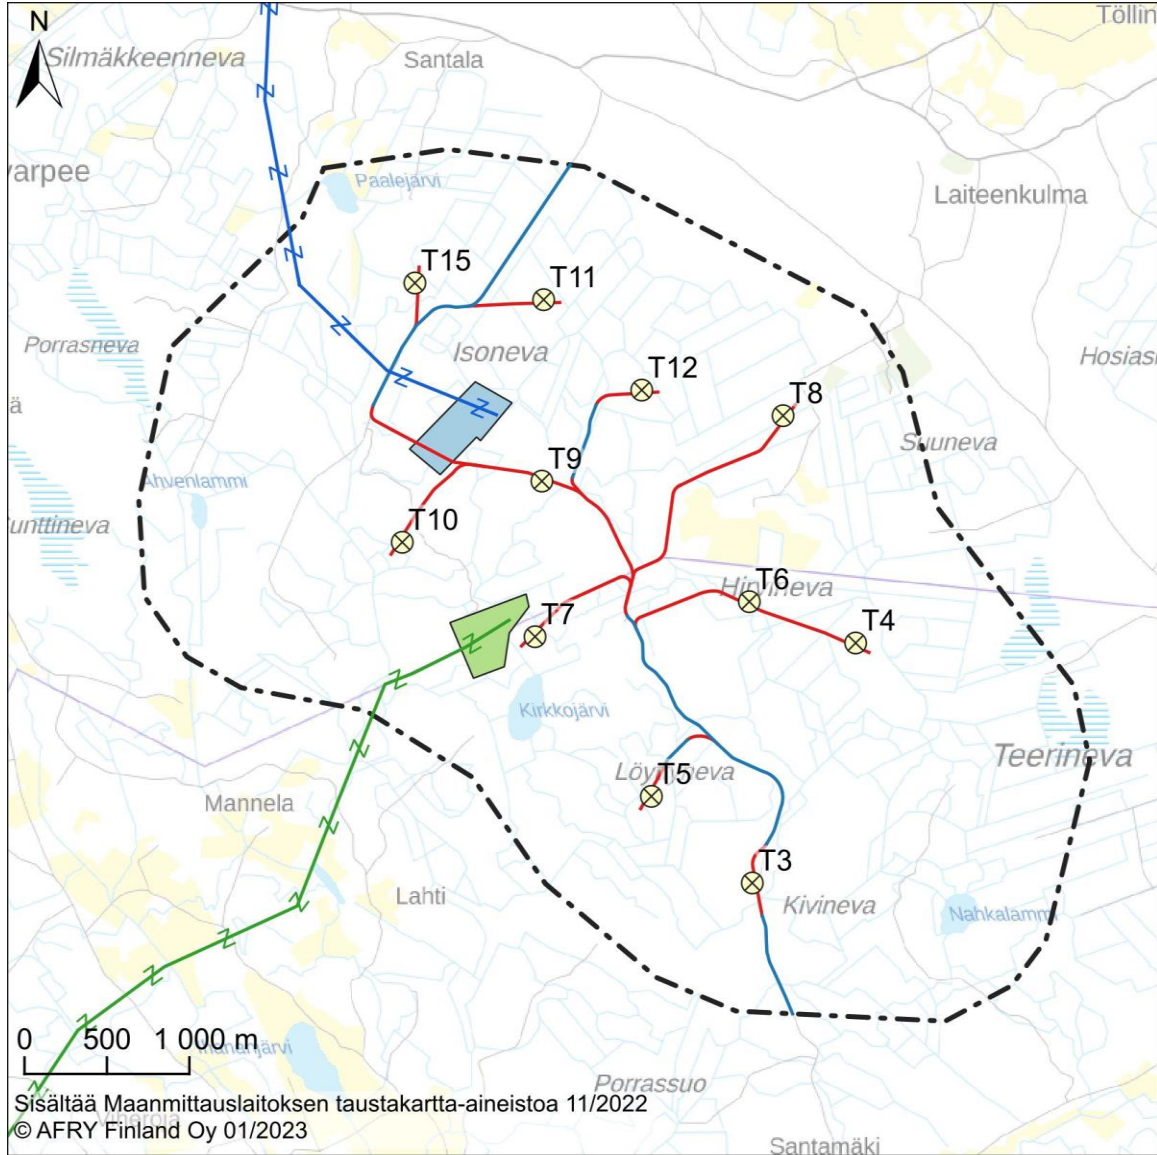 N
Töllin
Silmäkkeenneva
Santala
varpee
Paalejärvi
Laiteenkulma
T15
T11
Porrasneva
Isoneva
Hosias
ä
T12
T8
Suuneva
T9
Ahvenlammi
unttineva
T10
Hirvineva
T6
T7
T4
Kirkkojärvi
Teerineva
T5
Mannela
T3
Lahti
Kivineva
Nahkalammi
0 500 1 000 m
Porrassuo
Sisältää Maanmittauslaitoksen taustakartta-aineistoa 11/2022
© AFRY Finland Oy 01/2023
Santamäki